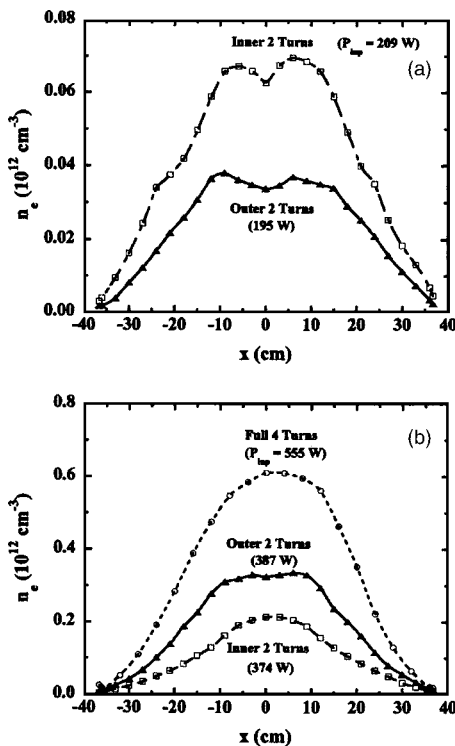 0.08
0.06
0.04
0.02
0.00
n_e (10^12 cm^-3)
Inner 2 Turns (P_inp = 209 W)
(a)
Outer 2 Turns
(195 W)
-40 -30 -20 -10 0 10 20 30 40
x (cm)
0.8
0.6
0.4
0.2
0.0
n_e (10^12 cm^-3)
Full 4 Turns
(P_inp = 555 W)
(b)
Outer 2 Turns
(387 W)
Inner 2 Turns
(374 W)
-40 -30 -20 -10 0 10 20 30 40
x (cm)